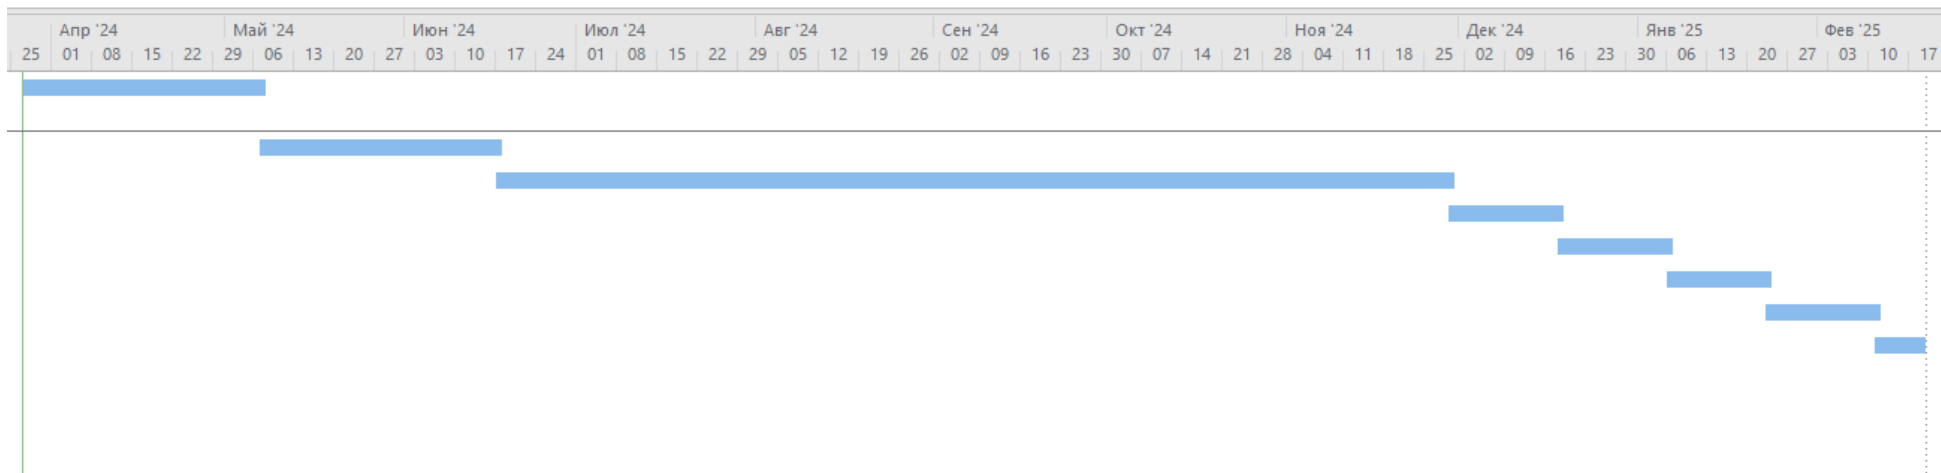 Апр '24 Май '24 Июн '24 Июл '24 Авг '24 Сен '24 Окт '24 Ноя '24 Дек '24 Янв '25 Фев '25
25 01 08 15 22 29 06 13 20 27 03 10 17 24 01 08 15 22 29 05 12 19 26 02 09 16 23 30 07 14 21 28 04 11 18 25 02 09 16 23 30 06 13 20 27 03 10 17